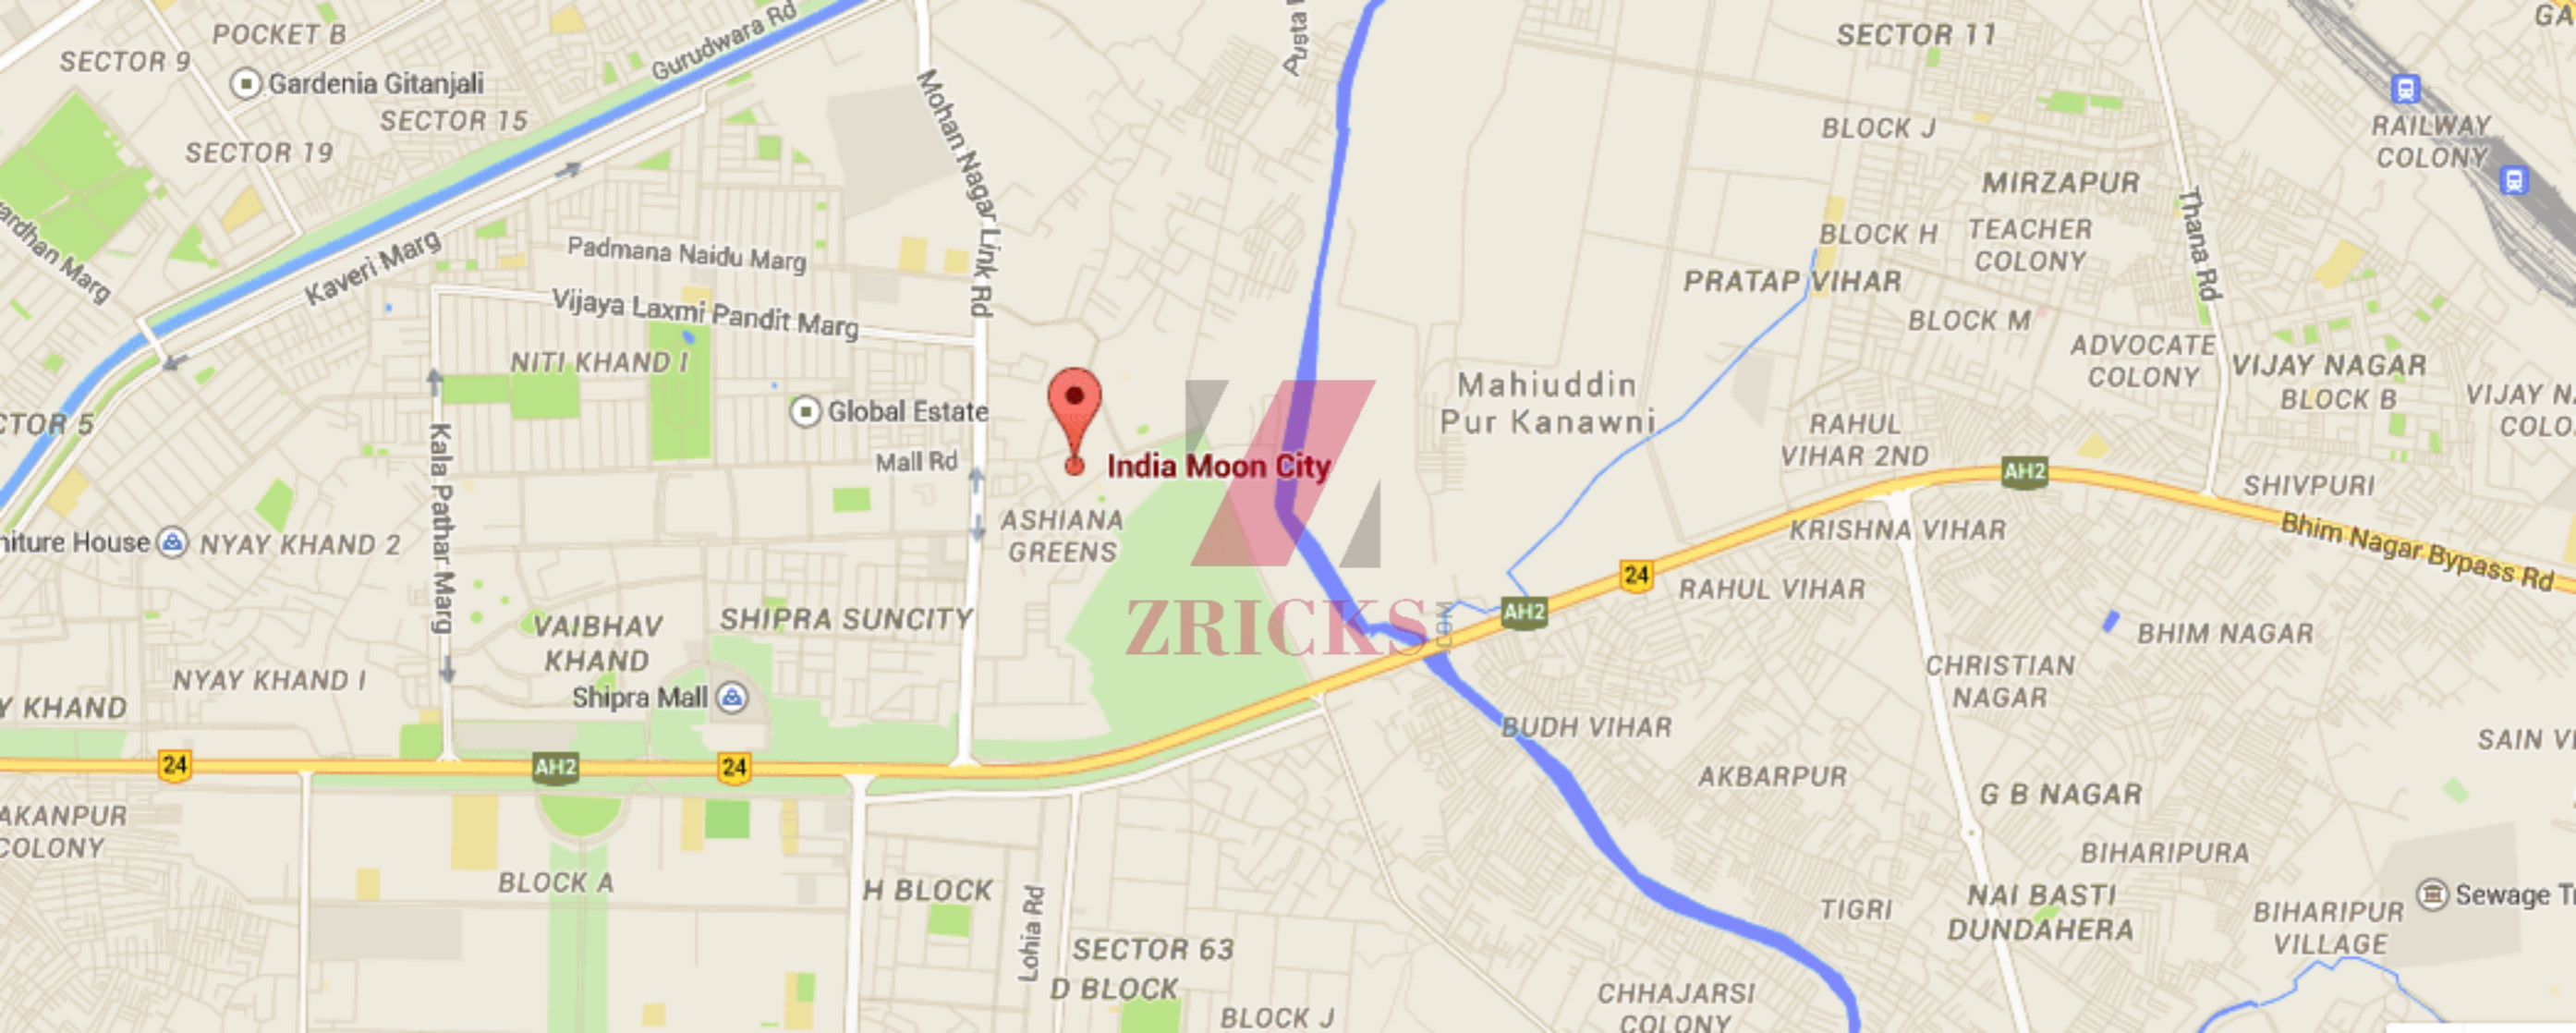 POCKET B
SECTOR 9
Gardenia Gitanjali
SECTOR 15
SECTOR 19
Gurudwara Rd
Mohan Nagar Link Rd
SECTOR 11
BLOCK J
RAILWAY
COLONY
MIRZAPUR
BLOCK H
TEACHER
COLONY
Thana Rd
PRATAP VIHAR
BLOCK M
ADVOCATE
COLONY
VIJAY NAGAR
BLOCK B
Kaveri Marg
Padmana Naidu Marg
Vijaya Laxmi Pandit Marg
NITI KHAND I
Global Estate
Mall Rd
India Moon City
Mahiuddin
Pur Kanawni
RAHUL
VIHAR 2ND
AH2
SHIVPURI
Bhim Nagar Bypass Rd
KRISHNA VIHAR
24
RAHUL VIHAR
AH2
ASHIANA
GREENS
ZRICKS
.COM
Kala Pathar Marg
NYAY KHAND 2
VAIBHAV
KHAND
SHIPRA SUNCITY
NYAY KHAND I
Shipra Mall
Y KHAND
24
AH2
24
BHIM NAGAR
CHRISTIAN
NAGAR
BUDH VIHAR
AKBARPUR
G B NAGAR
BIHARIPURA
NAI BASTI
DUNDAHERA
TIGRI
BIHARIPUR
VILLAGE
Sewage
AKANPUR
COLONY
BLOCK A
H BLOCK
Lohia Rd
SECTOR 63
D BLOCK
BLOCK J
CHHAJARSI
COLONY